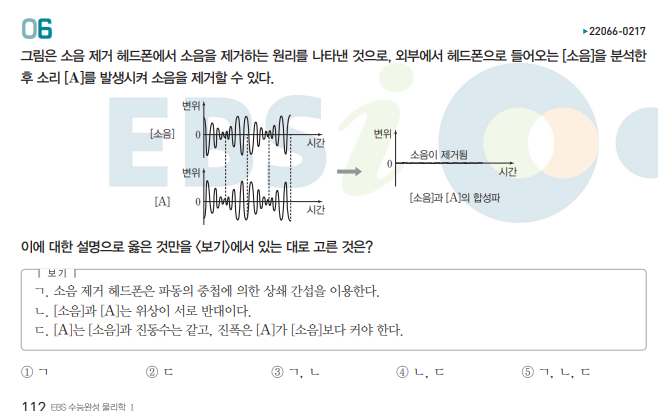 06
▶22066-0217
그림은 소음 제거 헤드폰에서 소음을 제거하는 원리를 나타낸 것으로, 외부에서 헤드폰으로 들어오는 [소음]을 분석한
후 소리 [A]를 발생시켜 소음을 제거할 수 있다.
EBS i
변위
[소음]
0
시간
변위
[A]
0
시간
변위
소음이 제거됨
0
시간
[소음]과 [A]의 합성파
이에 대한 설명으로 옳은 것만을 <보기>에서 있는 대로 고른 것은?
보기
ㄱ. 소음 제거 헤드폰은 파동의 중첩에 의한 상쇄 간섭을 이용한다.
ㄴ. [소음]과 [A]는 위상이 서로 반대이다.
ㄷ. [A]는 [소음]과 진동수는 같고, 진폭은 [A]가 [소음]보다 커야 한다.
① ㄱ ② ㄷ ③ ㄱ, ㄴ ④ ㄴ, ㄷ ⑤ ㄱ, ㄴ, ㄷ
112 EBS 수능완성 물리학 Ⅰ